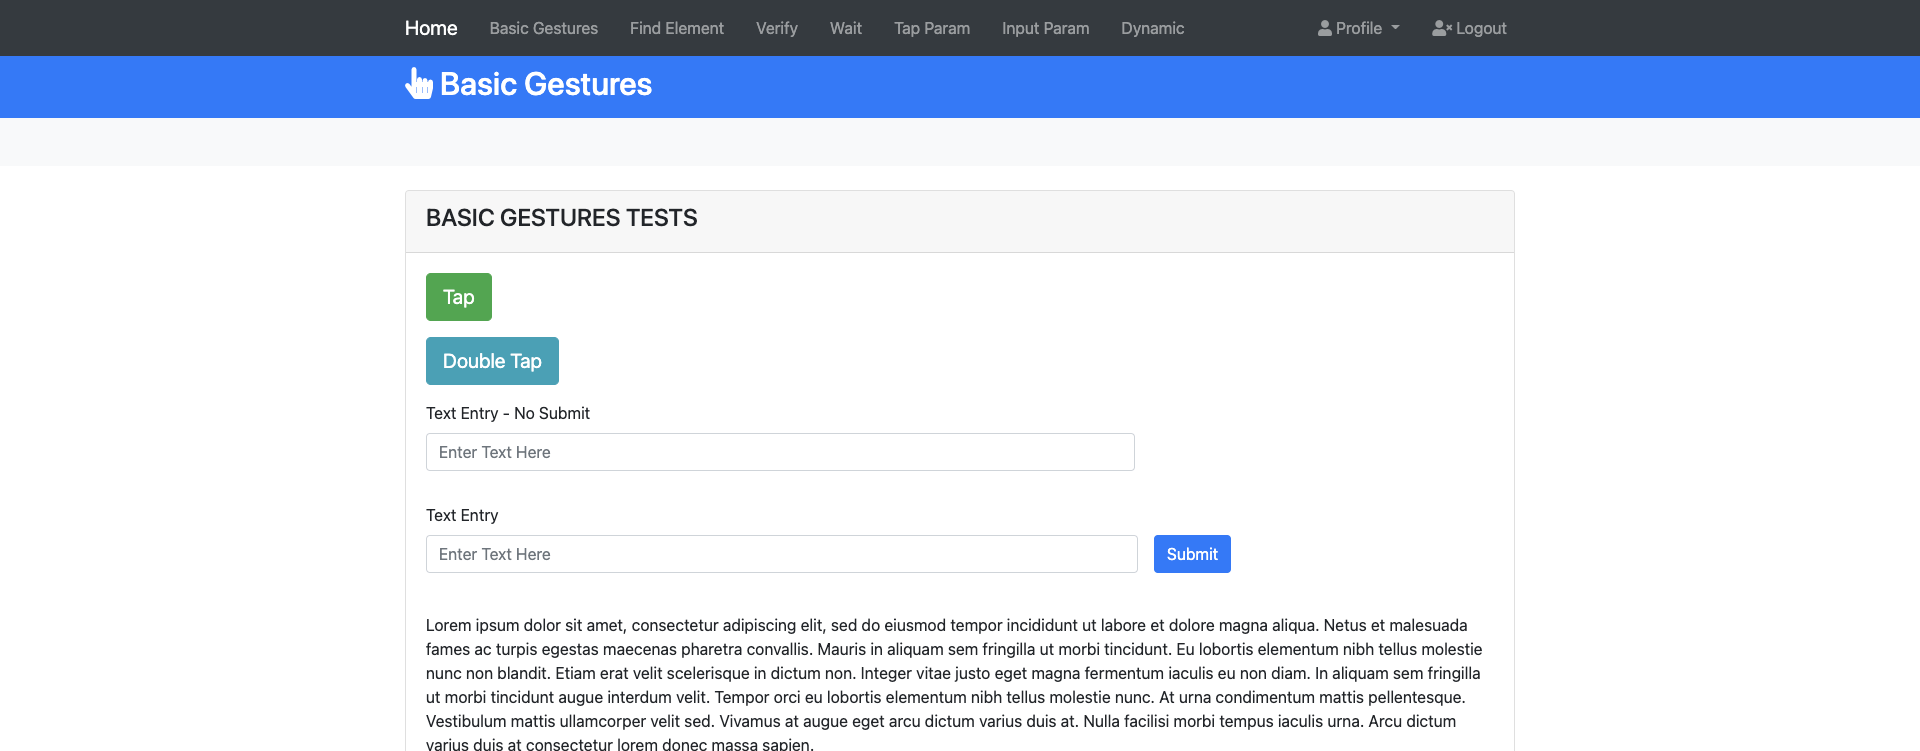 Home Basic Gestures Find Element Verify Wait Tap Param Input Param Dynamic Profile Logout
Basic Gestures
BASIC GESTURES TESTS
Tap
Double Tap
Text Entry - No Submit
Enter Text Here
Text Entry
Enter Text Here Submit
Lorem ipsum dolor sit amet, consectetur adipiscing elit, sed do eiusmod tempor incididunt ut labore et dolore magna aliqua. Netus et malesuada
fames ac turpis egestas maecenas pharetra convallis. Mauris in aliquam sem fringilla ut morbi tincidunt. Eu lobortis elementum nibh tellus molestie
nunc non blandit. Etiam erat velit scelerisque in dictum non. Integer vitae justo eget magna fermentum iaculis eu non diam. In aliquam sem fringilla
ut morbi tincidunt augue interdum velit. Tempor orci eu lobortis elementum nibh tellus molestie nunc. At urna condimentum mattis pellentesque.
Vestibulum mattis ullamcorper velit sed. Vivamus at augue eget arcu dictum varius duis at. Nulla facilisi morbi tempus iaculis urna. Arcu dictum
varius duis at consectetur lorem donec massa sapien.